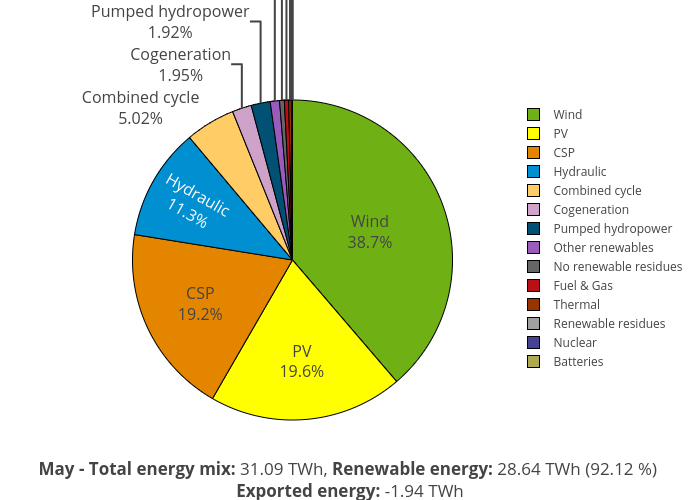 Pumped hydropower
1.92%
Cogeneration
1.95%
Combined cycle
5.02%
Hydraulic
11.3%
Wind
38.7%
CSP
19.2%
PV
19.6%
Wind
PV
CSP
Hydraulic
Combined cycle
Cogeneration
Pumped hydropower
Other renewables
No renewable residues
Fuel & Gas
Thermal
Renewable residues
Nuclear
Batteries
May - Total energy mix: 31.09 TWh, Renewable energy: 28.64 TWh (92.12 %)
Exported energy: -1.94 TWh